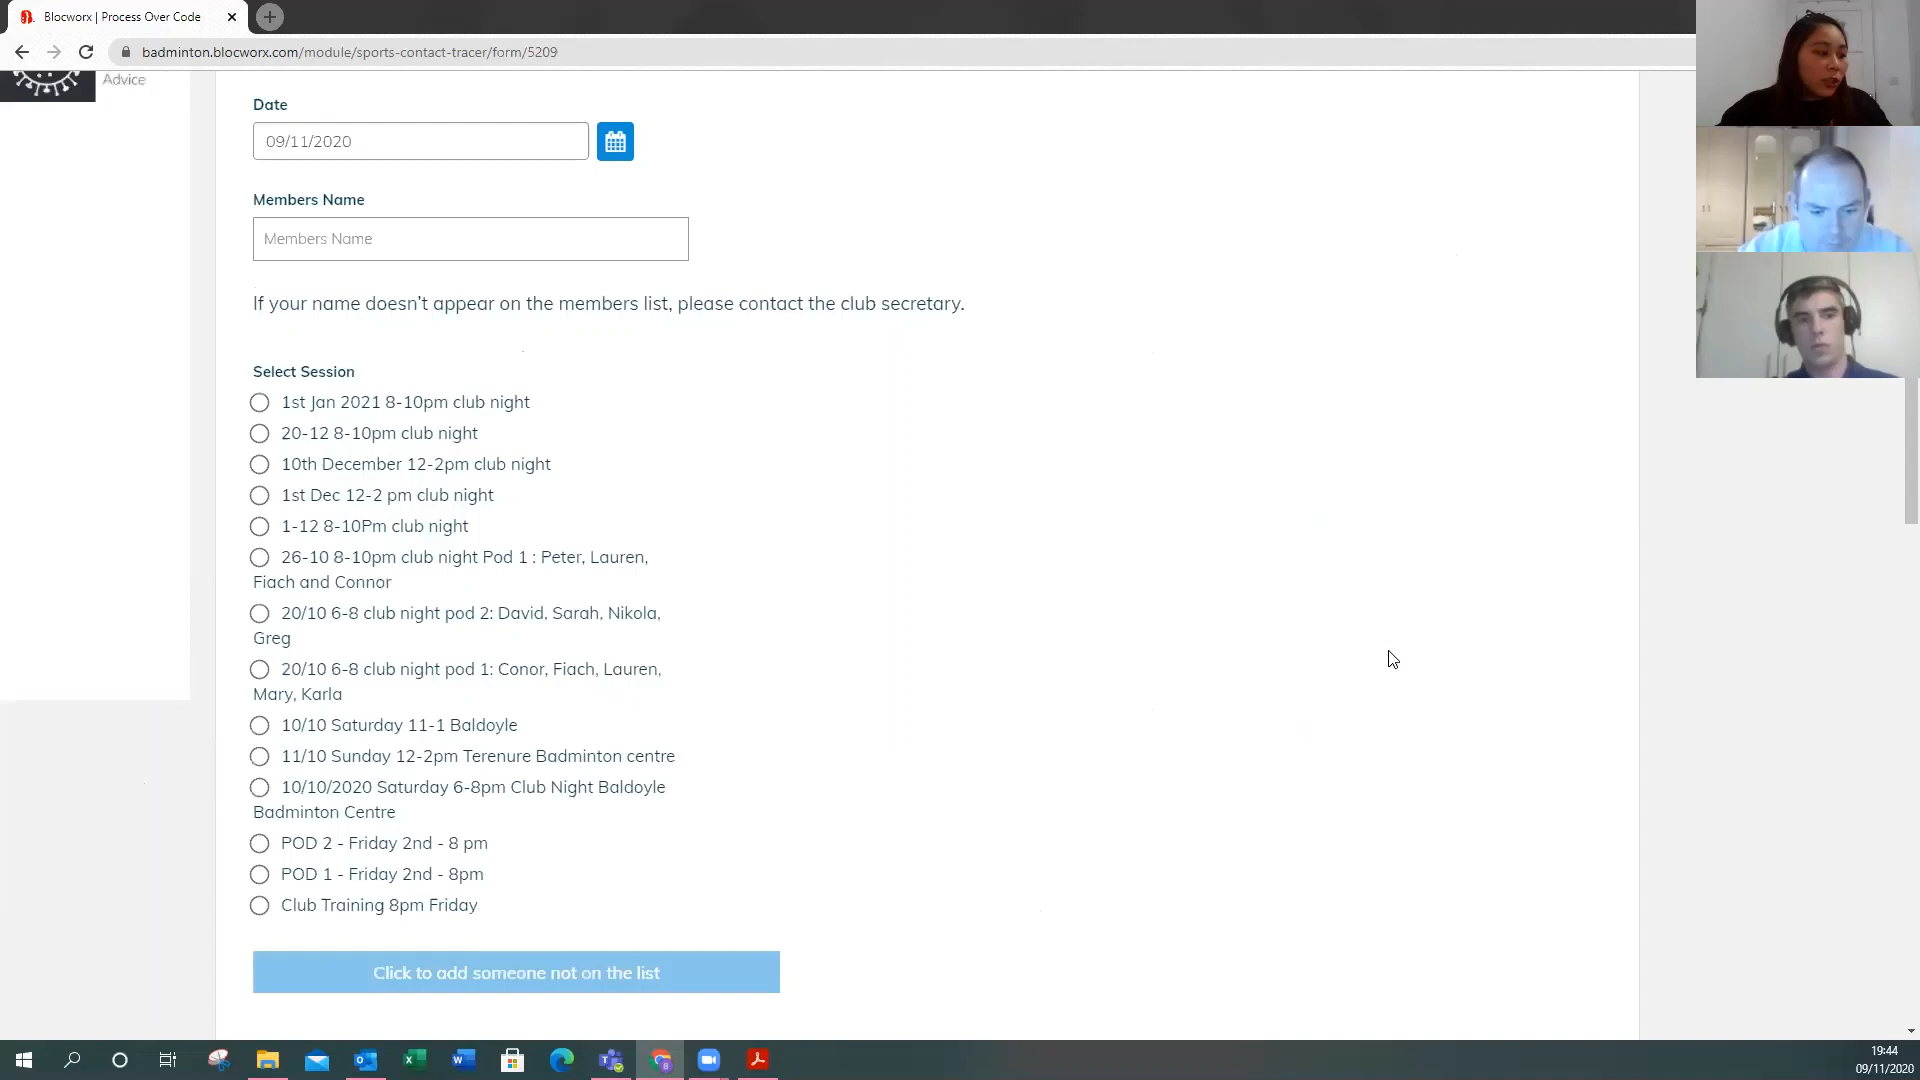 Blocworx | Process Over Code
badminton.blocworx.com/module/sports-contact-tracer/form/5209
Advice
Date
09/11/2020
Members Name
Members Name
If your name doesn't appear on the members list, please contact the club secretary.
Select Session
1st Jan 2021 8-10pm club night
20-12 8-10pm club night
10th December 12-2pm club night
1st Dec 12-2 pm club night
1-12 8-10Pm club night
26-10 8-10pm club night Pod 1 : Peter, Lauren,
Fiach and Connor
20/10 6-8 club night pod 2: David, Sarah, Nikola,
Greg
20/10 6-8 club night pod 1: Conor, Fiach, Lauren,
Mary, Karla
10/10 Saturday 11-1 Baldoyle
11/10 Sunday 12-2pm Terenure Badminton centre
10/10/2020 Saturday 6-8pm Club Night Baldoyle
Badminton Centre
POD 2 - Friday 2nd - 8 pm
POD 1 - Friday 2nd - 8pm
Club Training 8pm Friday
Click to add someone not on the list
19:44
09/11/2020